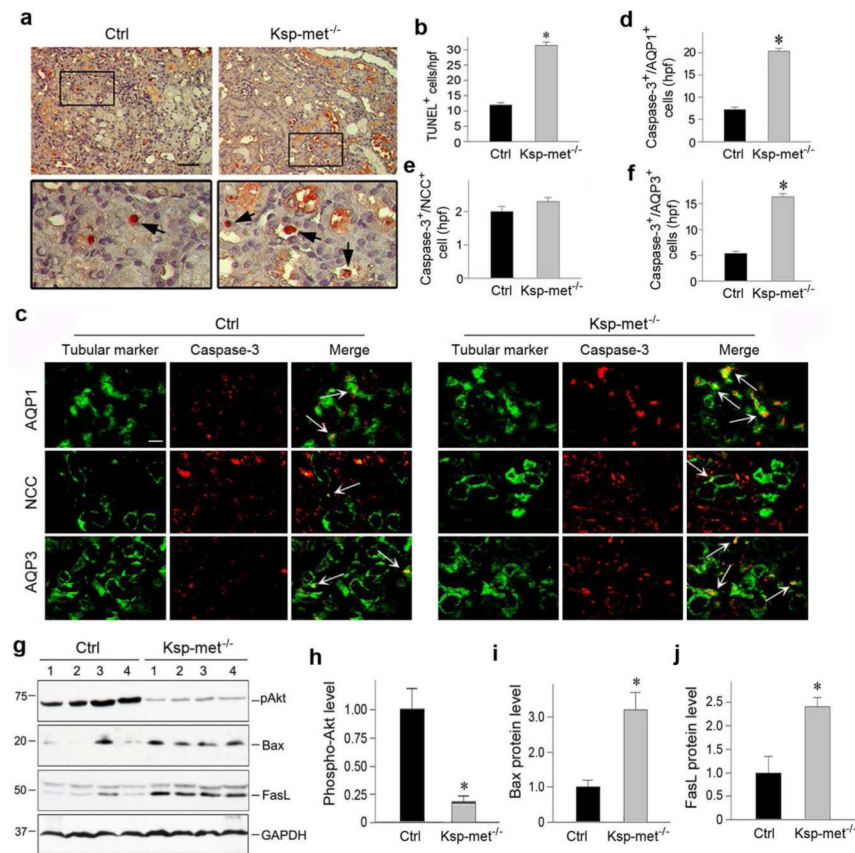 a
Ctrl
Ksp-met⁻/⁻
b
TUNEL⁺ cells/hpf
30
25
20
15
10
5
0
*
Ctrl Ksp-met⁻/⁻
d
Caspase-3⁺/AQP1⁺
cells (hpf)
25
20
15
10
5
0
*
Ctrl Ksp-met⁻/⁻
e
Caspase-3⁺/NCC⁺
cell (hpf)
3
2
1
0
Ctrl Ksp-met⁻/⁻
f
Caspase-3⁺/AQP3⁺
cells (hpf)
15
10
5
0
*
Ctrl Ksp-met⁻/⁻
c
Ctrl
Ksp-met⁻/⁻
Tubular marker Caspase-3 Merge
Tubular marker Caspase-3 Merge
AQP1
NCC
AQP3
g
Ctrl Ksp-met⁻/⁻
1 2 3 4 1 2 3 4
75 pAkt
20 Bax
50 FasL
37 GAPDH
h
Phospho-Akt level
1.00
0.75
0.50
0.25
0
*
Ctrl Ksp-met⁻/⁻
i
Bax protein level
3.0
2.0
1.0
0
*
Ctrl Ksp-met⁻/⁻
j
FasL protein level
2.5
2.0
1.5
1.0
0.5
0
*
Ctrl Ksp-met⁻/⁻